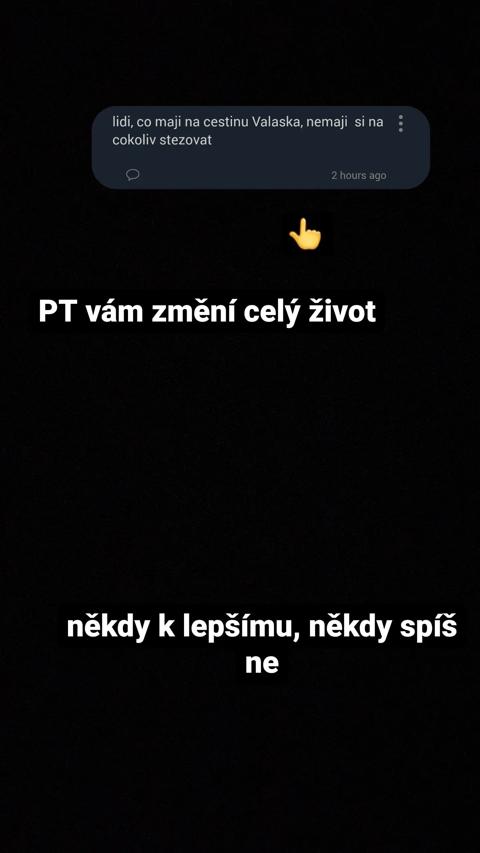 lidi, co maji na cestinu Valaska, nemaji si na
cokoliv stezovat
2 hours ago
PT vám změní celý život
někdy k lepšímu, někdy spíš
ne